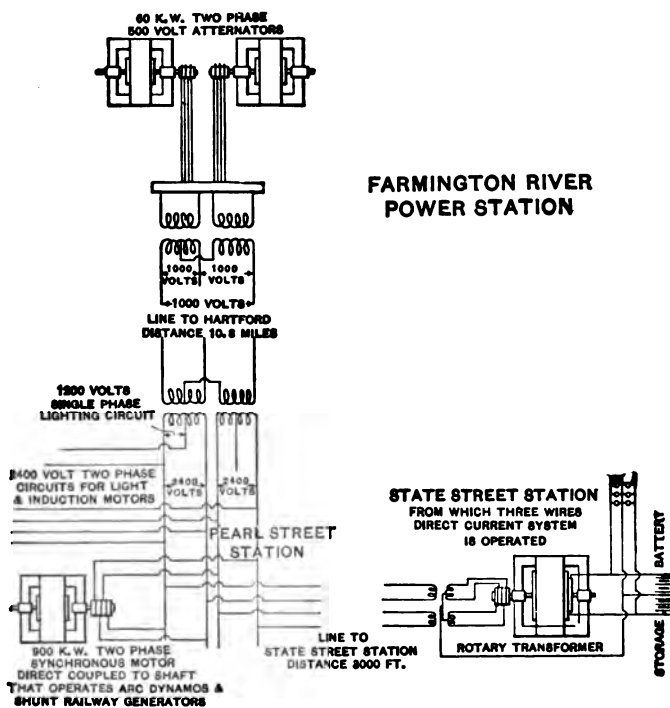 60 K.W. TWO PHASE
500 VOLT ATTERNATORS
FARMINGTON RIVER
POWER STATION
1000
VOLTS
1000
VOLTS
1000 VOLTS
LINE TO HARTFORD
DISTANCE 10.8 MILES
1200 VOLTS
SINGLE PHASE
LIGHTING CIRCUIT
2400 VOLT TWO PHASE
CIRCUITS FOR LIGHT
& INDUCTION MOTORS
2400
VOLTS
2400
VOLTS
PEARL STREET
STATION
STATE STREET STATION
FROM WHICH THREE WIRES
DIRECT CURRENT SYSTEM
IS OPERATED
STORAGE BATTERY
ROTARY TRANSFORMER
LINE TO
STATE STREET STATION
DISTANCE 3000 FT.
900 K.W. TWO PHASE
SYNCHRONOUS MOTOR
DIRECT COUPLED TO SHAFT
THAT OPERATES ARC DYNAMOS &
SHUNT RAILWAY GENERATORS